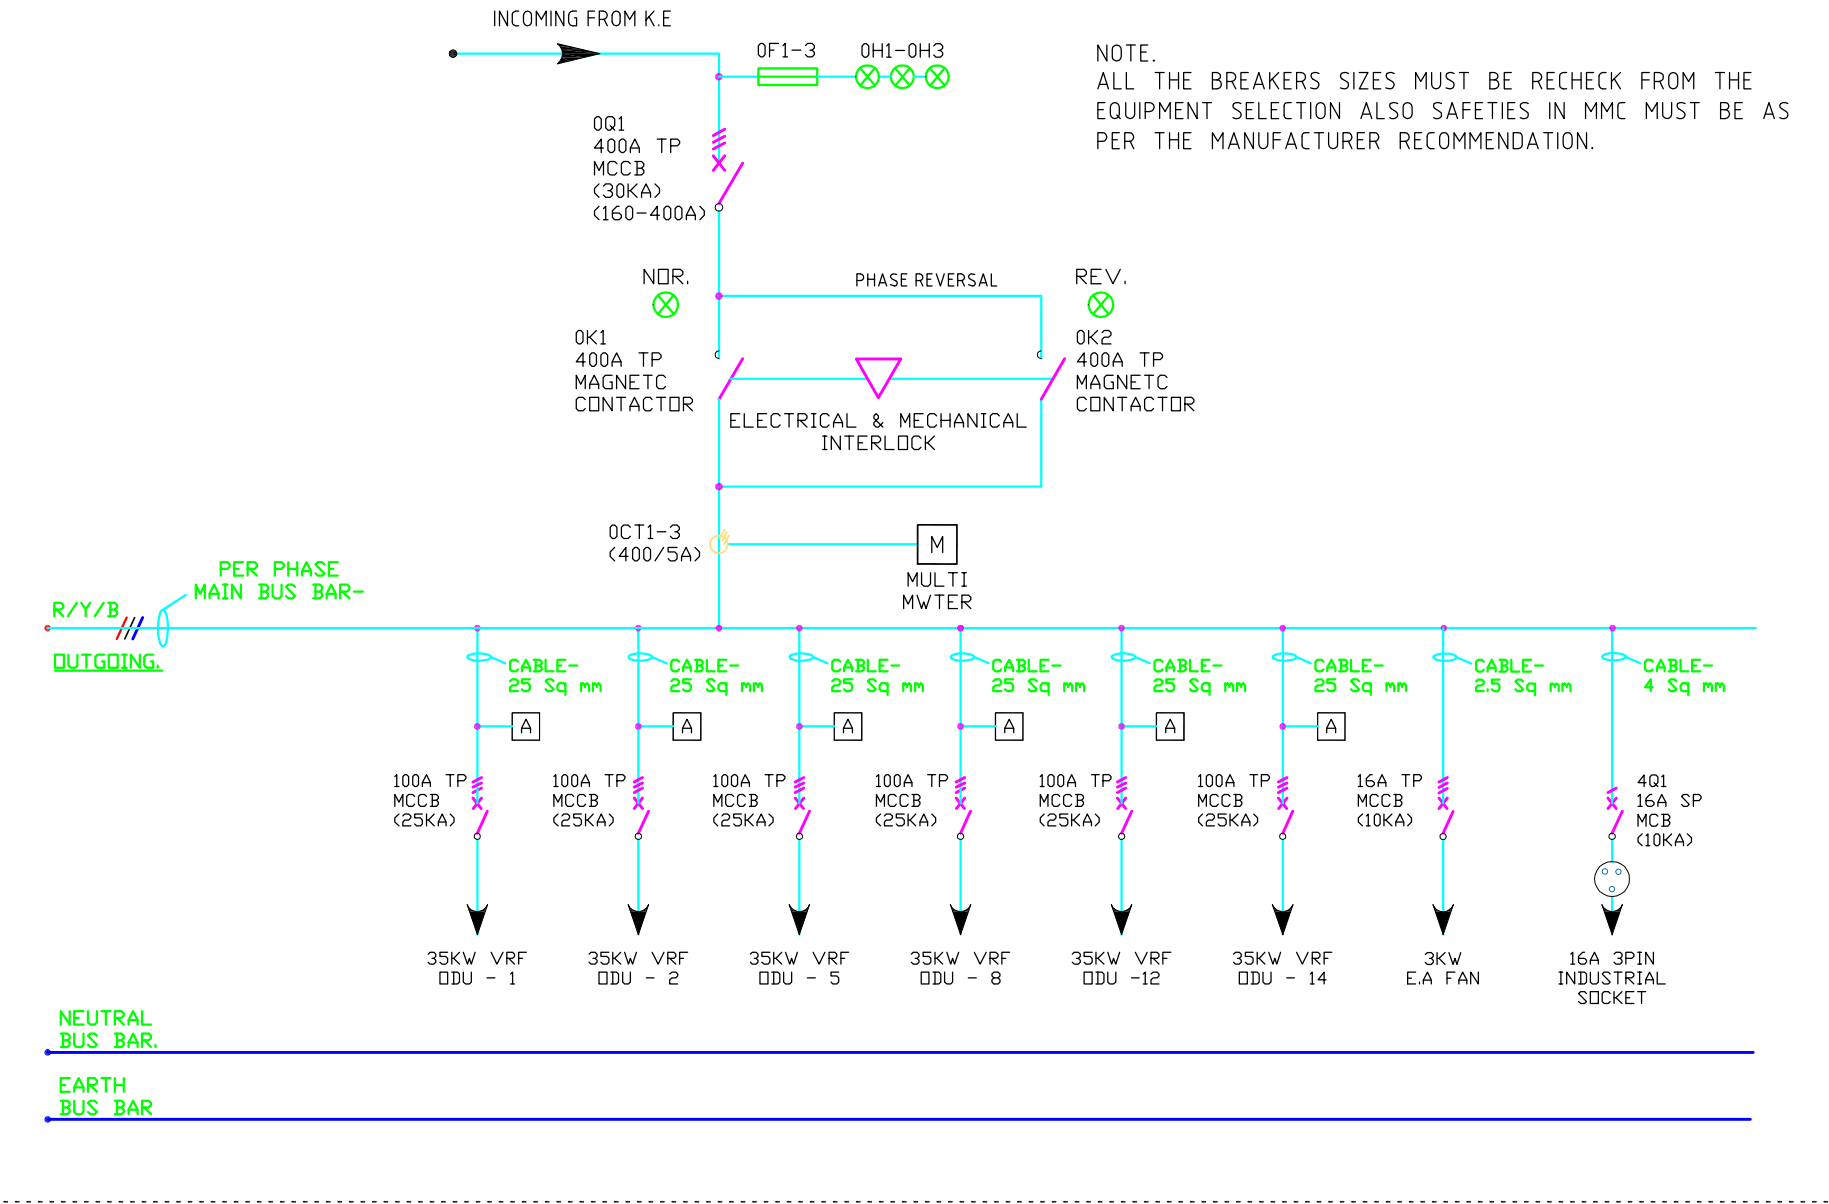 INCOMING FROM K.E
0F1-3
0H1-0H3
NOTE.
ALL THE BREAKERS SIZES MUST BE RECHECK FROM THE
EQUIPMENT SELECTION ALSO SAFETIES IN MMC MUST BE AS
PER THE MANUFACTURER RECOMMENDATION.
0Q1
400A TP
MCCB
(30KA)
(160-400A)
NOR.
PHASE REVERSAL
REV.
0K1
400A TP
MAGNETC
CONTACTOR
0K2
400A TP
MAGNETC
CONTACTOR
ELECTRICAL & MECHANICAL
INTERLOCK
0CT1-3
(400/5A)
M
MULTI
MWTER
PER PHASE
MAIN BUS BAR-
R/Y/B
OUTGOING.
CABLE-
25 Sq mm
CABLE-
25 Sq mm
CABLE-
25 Sq mm
CABLE-
25 Sq mm
CABLE-
25 Sq mm
CABLE-
25 Sq mm
CABLE-
2.5 Sq mm
CABLE-
4 Sq mm
A
A
A
A
A
A
100A TP
MCCB
(25KA)
100A TP
MCCB
(25KA)
100A TP
MCCB
(25KA)
100A TP
MCCB
(25KA)
100A TP
MCCB
(25KA)
100A TP
MCCB
(25KA)
16A TP
MCCB
(10KA)
4Q1
16A SP
MCB
(10KA)
35KW VRF
ODU - 1
35KW VRF
ODU - 2
35KW VRF
ODU - 5
35KW VRF
ODU - 8
35KW VRF
ODU -12
35KW VRF
ODU - 14
3KW
E.A FAN
16A 3PIN
INDUSTRIAL
SOCKET
NEUTRAL
BUS BAR.
EARTH
BUS BAR